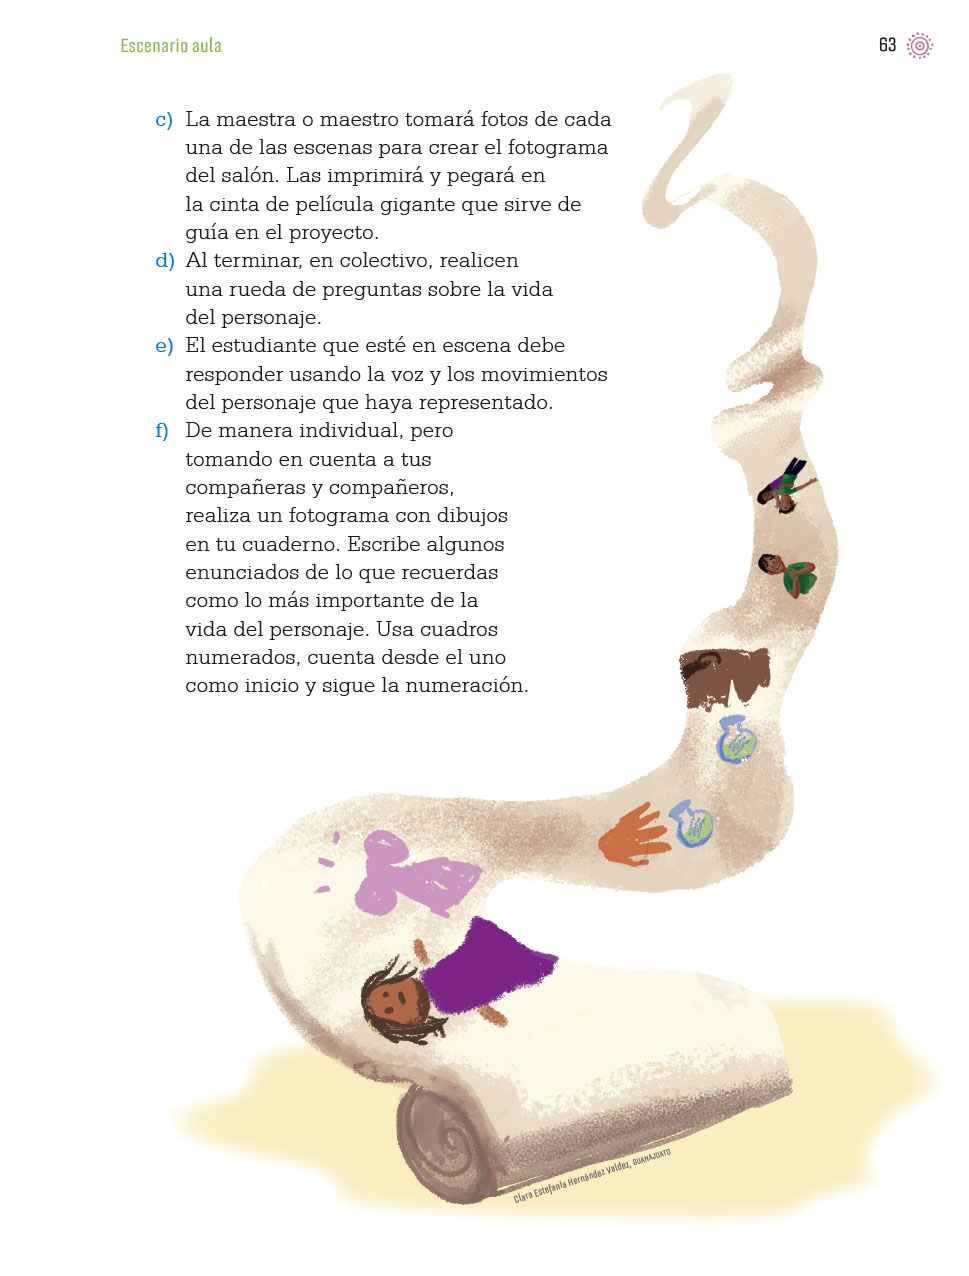 Escenario aula
63
c) La maestra o maestro tomará fotos de cada
una de las escenas para crear el fotograma
del salón. Las imprimirá y pegará en
la cinta de película gigante que sirve de
guía en el proyecto.
d) Al terminar, en colectivo, realicen
una rueda de preguntas sobre la vida
del personaje.
e) El estudiante que esté en escena debe
responder usando la voz y los movimientos
del personaje que haya representado.
f) De manera individual, pero
tomando en cuenta a tus
compañeras y compañeros,
realiza un fotograma con dibujos
en tu cuaderno. Escribe algunos
enunciados de lo que recuerdas
como lo más importante de la
vida del personaje. Usa cuadros
numerados, cuenta desde el uno
como inicio y sigue la numeración.
Clara Estefanía Hernández Valdez, GUANAJUATO